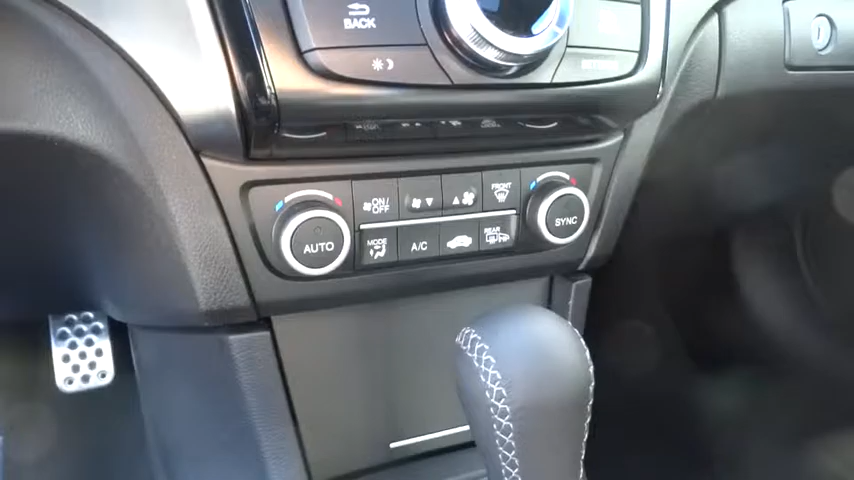 BACK
ON/
OFF
FRONT
AUTO
MODE
A/C
REAR
SYNC